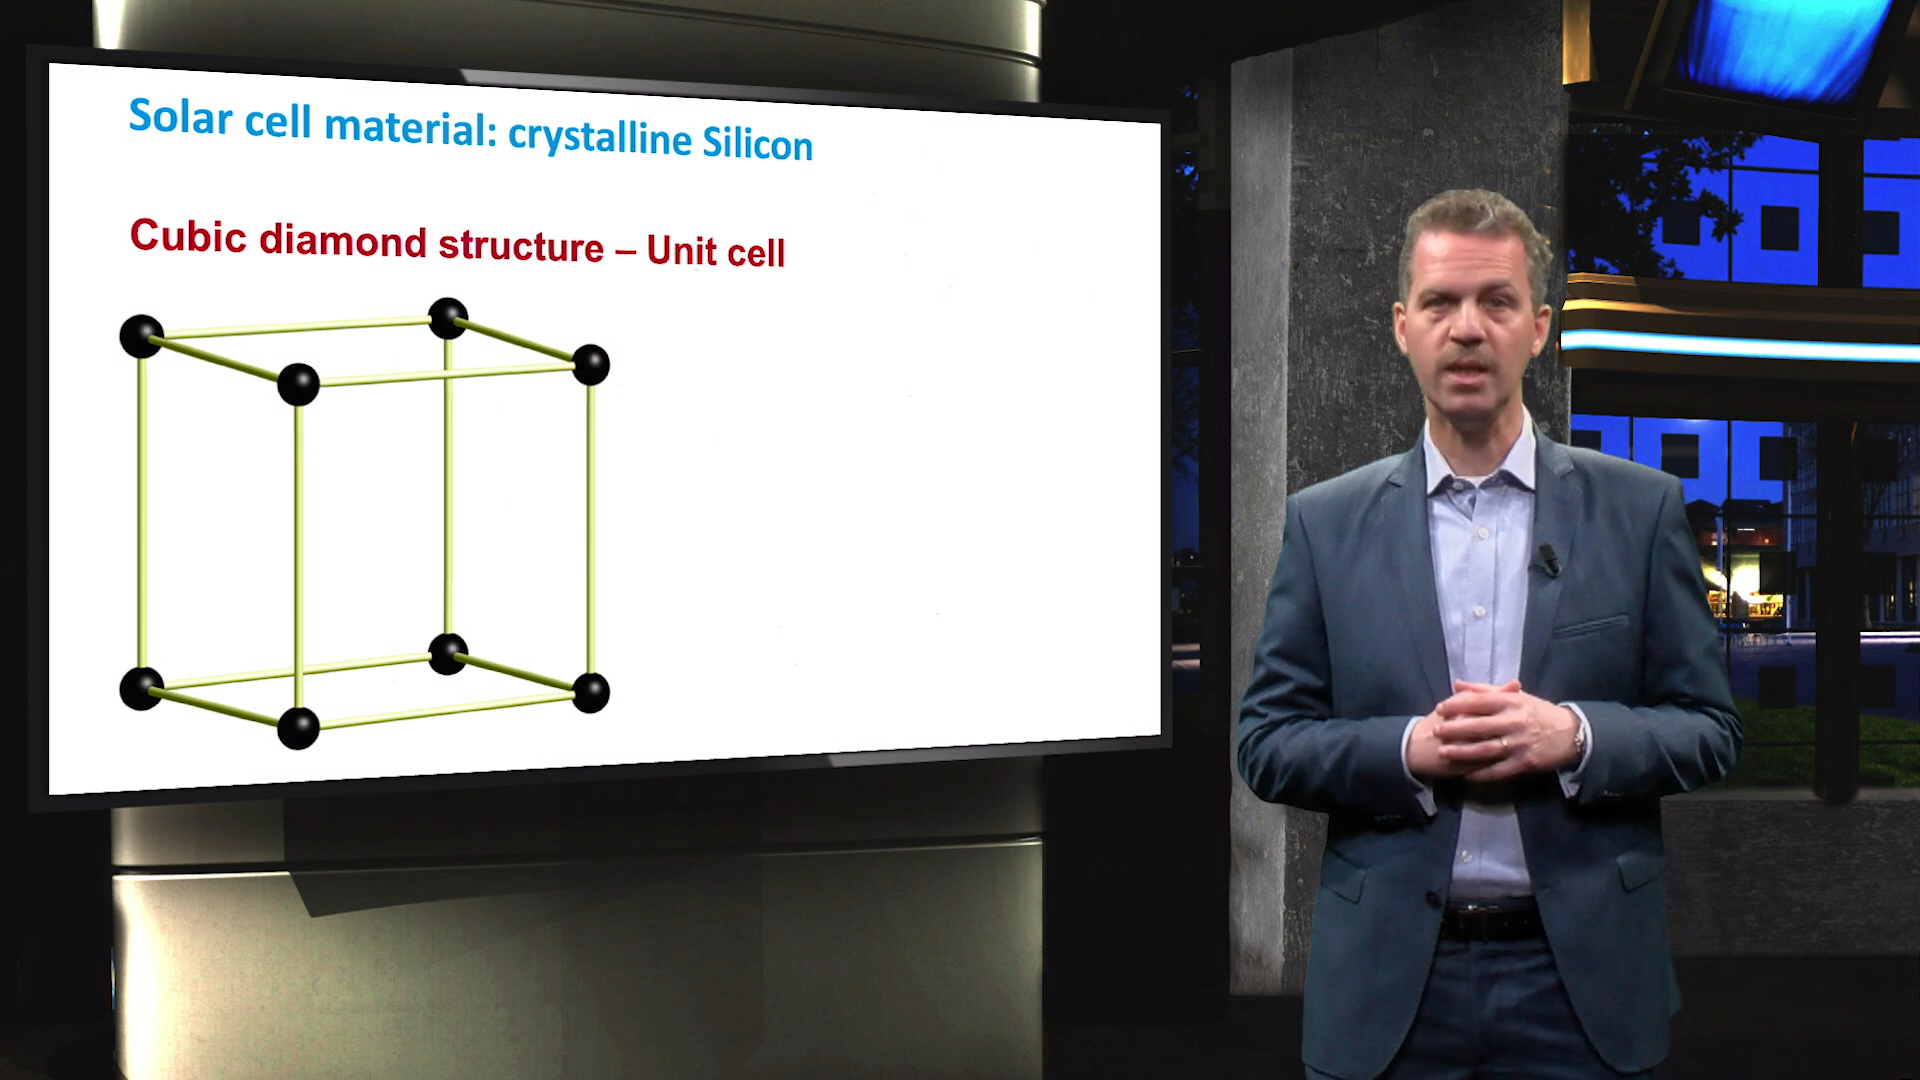 Solar cell material: crystalline Silicon
Cubic diamond structure – Unit cell